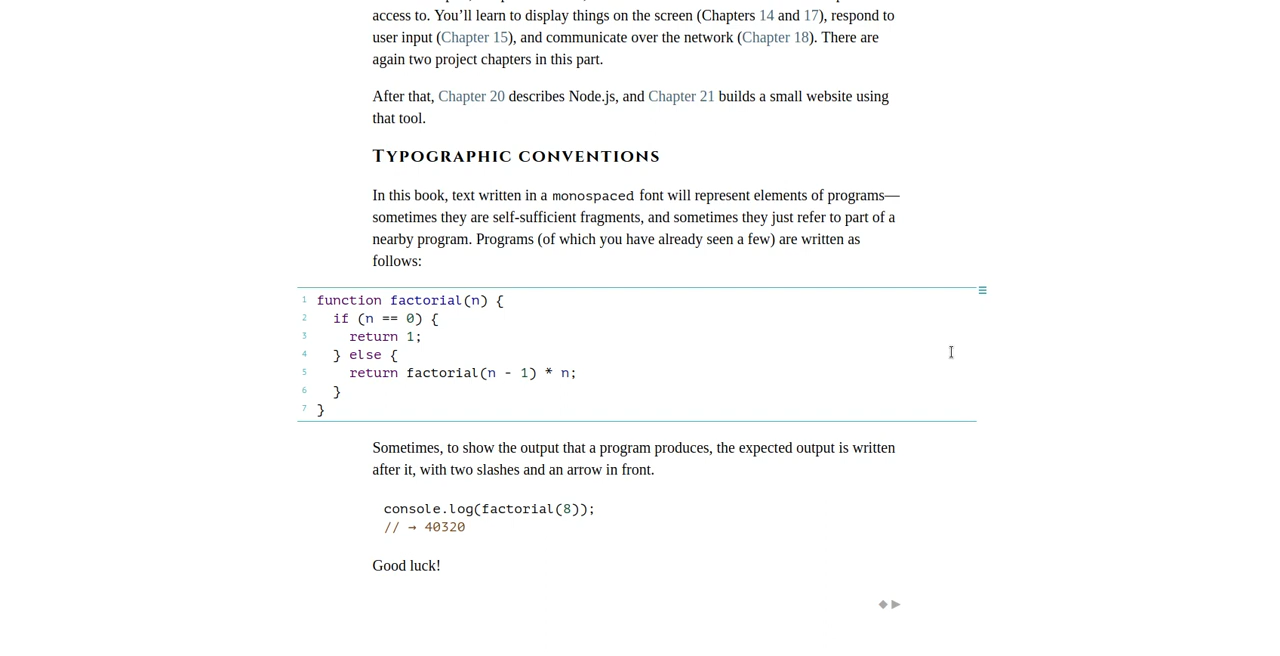 access to. You’ll learn to display things on the screen (Chapters 14 and 17), respond to
user input (Chapter 15), and communicate over the network (Chapter 18). There are
again two project chapters in this part.
After that, Chapter 20 describes Node.js, and Chapter 21 builds a small website using
that tool.
Typographic conventions
In this book, text written in a monospaced font will represent elements of programs—
sometimes they are self-sufficient fragments, and sometimes they just refer to part of a
nearby program. Programs (of which you have already seen a few) are written as
follows:
1 function factorial(n) {
2   if (n == 0) {
3     return 1;
4   } else {
5     return factorial(n - 1) * n;
6   }
7 }
Sometimes, to show the output that a program produces, the expected output is written
after it, with two slashes and an arrow in front.
console.log(factorial(8));
// → 40320
Good luck!